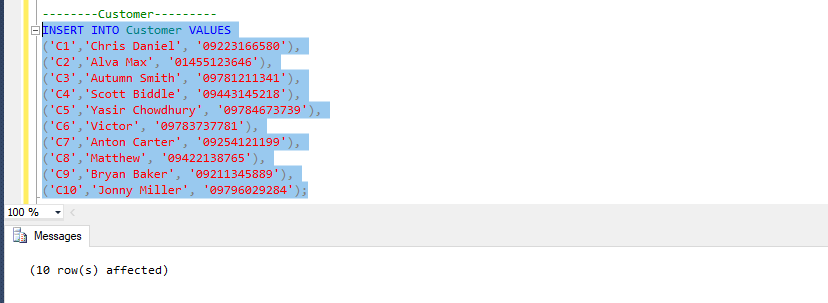 --------Customer---------
INSERT INTO Customer VALUES
('C1','Chris Daniel', '09223166580'),
('C2','Alva Max', '01455123646'),
('C3','Autumn Smith', '09781211341'),
('C4','Scott Biddle', '09443145218'),
('C5','Yasir Chowdhury', '09784673739'),
('C6','Victor', '09783737781'),
('C7','Anton Carter', '09254121199'),
('C8','Matthew', '09422138765'),
('C9','Bryan Baker', '09211345889'),
('C10','Jonny Miller', '09796029284');
100 %
Messages
(10 row(s) affected)